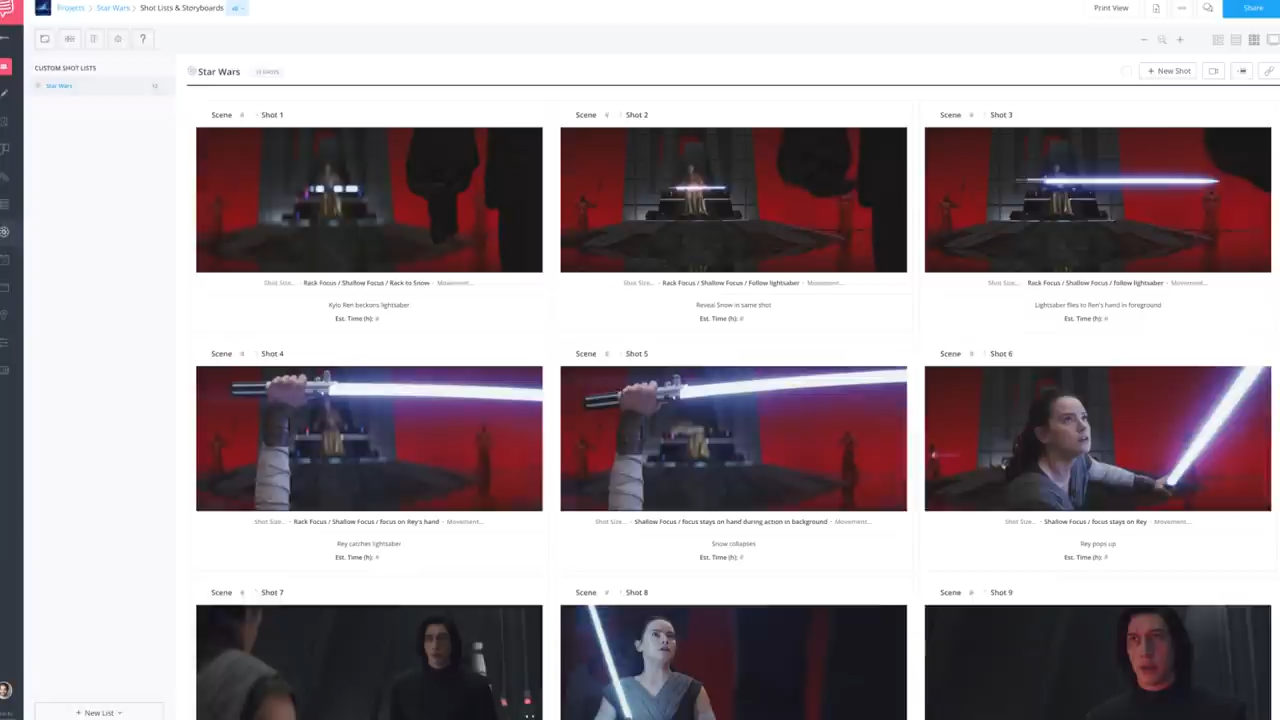 Projects > Star Wars > Shot Lists & Storyboards
Print View
Share
?
CUSTOM SHOT LISTS
Star Wars
Star Wars
+ New Shot
Scene Shot 1
Scene Shot 2
Scene Shot 3
Shot Size... - Rack Focus / Shallow Focus / Rack to Snow - Movement...
Shot Size... - Rack Focus / Shallow Focus / Follow lightsaber - Movement...
Shot Size... - Rack Focus / Shallow Focus / follow lightsaber - Movement...
Kylo Ren beckons lightsaber
Reveal Snow in same shot
Lightsaber flies to Ren's hand in foreground
Est. Time (h): #
Est. Time (h): #
Est. Time (h): #
Scene Shot 4
Scene Shot 5
Scene Shot 6
Shot Size... - Rack Focus / Shallow Focus / focus on Rey's hand - Movement...
Shot Size... - Shallow Focus / focus stays on hand during action in background - Movement...
Shot Size... - Shallow Focus / focus stays on Rey - Movement...
Rey catches lightsaber
Snow collapses
Rey pops up
Est. Time (h): #
Est. Time (h): #
Est. Time (h): #
Scene Shot 7
Scene Shot 8
Scene Shot 9
+ New List